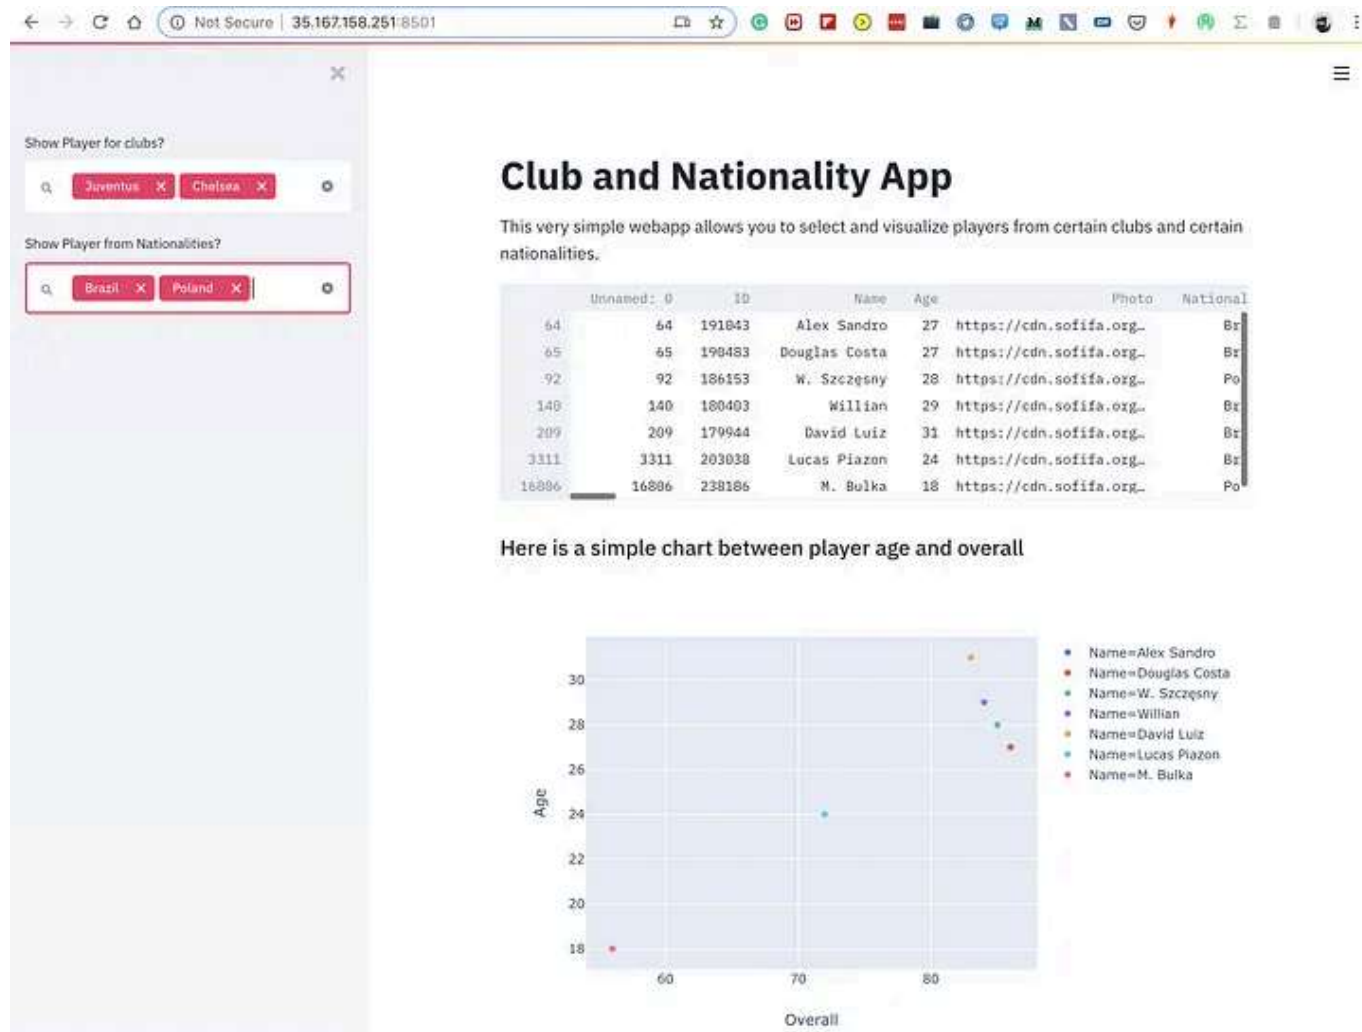 Not Secure | 35.167.158.251:8501
Show Player for clubs?
Juventus × Chelsea ×
Show Player from Nationalities?
Brazil × Poland ×
Club and Nationality App
This very simple webapp allows you to select and visualize players from certain clubs and certain
nationalities.
Unnamed: 0 ID Name Age Photo National
64 64 191043 Alex Sandro 27 https://cdn.sofifa.org… Br
65 65 190483 Douglas Costa 27 https://cdn.sofifa.org… Br
92 92 186153 W. Szczęsny 28 https://cdn.sofifa.org… Po
140 140 180403 Willian 29 https://cdn.sofifa.org… Br
209 209 179944 David Luiz 31 https://cdn.sofifa.org… Br
3311 3311 203038 Lucas Piazon 24 https://cdn.sofifa.org… Br
16806 16806 238186 M. Bulka 18 https://cdn.sofifa.org… Po
Here is a simple chart between player age and overall
Name=Alex Sandro
Name=Douglas Costa
Name=W. Szczęsny
Name=Willian
Name=David Luiz
Name=Lucas Piazon
Name=M. Bulka
30
28
26
24
22
20
18
Age
60 70 80
Overall